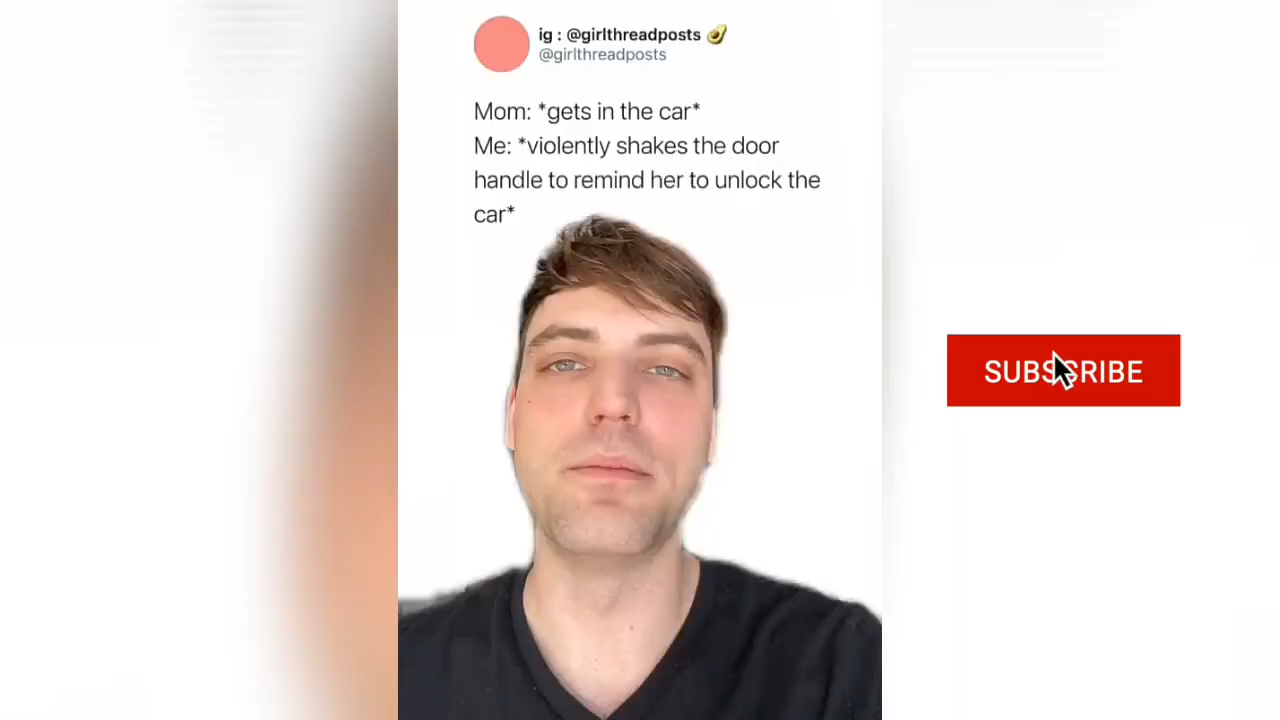 ig : @girlthreadposts 🥑
@girlthreadposts
Mom: *gets in the car*
Me: *violently shakes the door
handle to remind her to unlock the
car*
SUBSCRIBE